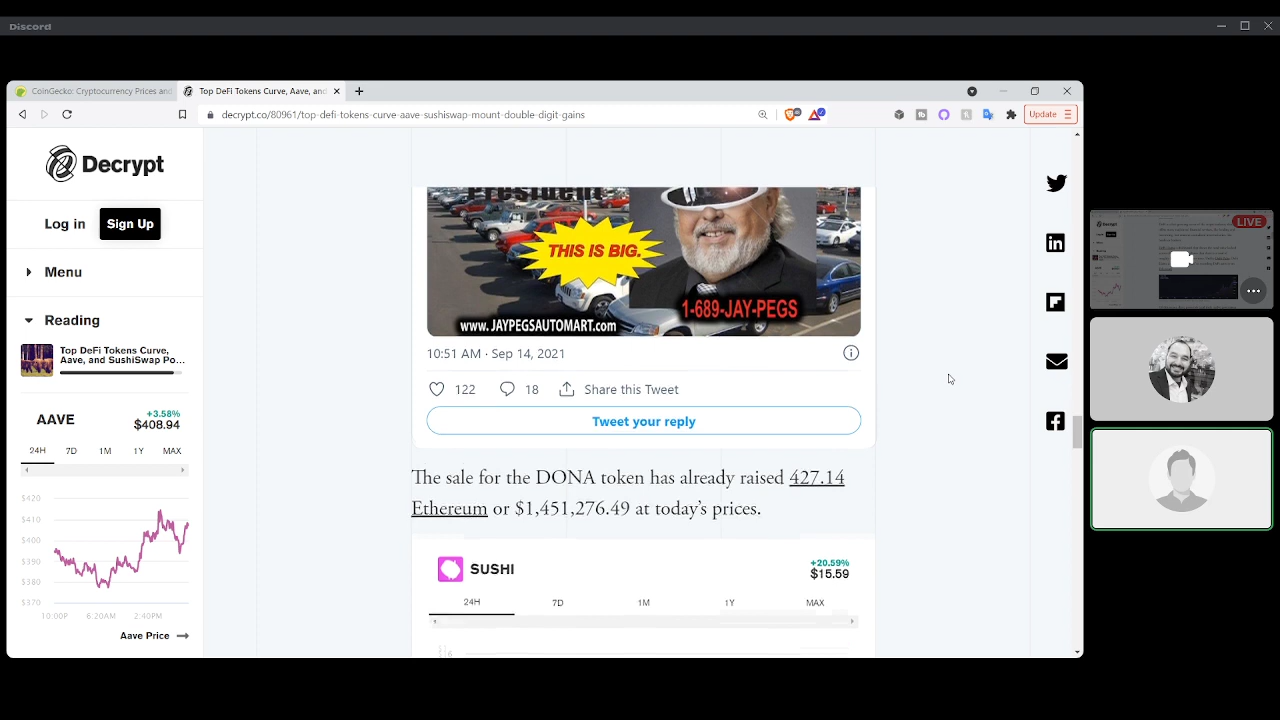 Discord
CoinGecko: Cryptocurrency Prices and
Top DeFi Tokens Curve, Aave, and
decrypt.co/80961/top-defi-tokens-curve-aave-sushiswap-mount-double-digit-gains
Update
Decrypt
Log in
Sign Up
Menu
Reading
Top DeFi Tokens Curve,
Aave, and SushiSwap Po...
AAVE
+3.58%
$408.94
24H 7D 1M 1Y MAX
$420
$410
$400
$390
$380
$370
10:00P 6:20AM 2:40PM
Aave Price →
President
THIS IS BIG.
1-689-JAY-PEGS
www.JAYPEGSAUTOMART.com
10:51 AM · Sep 14, 2021
122 18 Share this Tweet
Tweet your reply
The sale for the DONA token has already raised 427.14
Ethereum or $1,451,276.49 at today's prices.
SUSHI
+20.59%
$15.59
24H 7D 1M 1Y MAX
LIVE